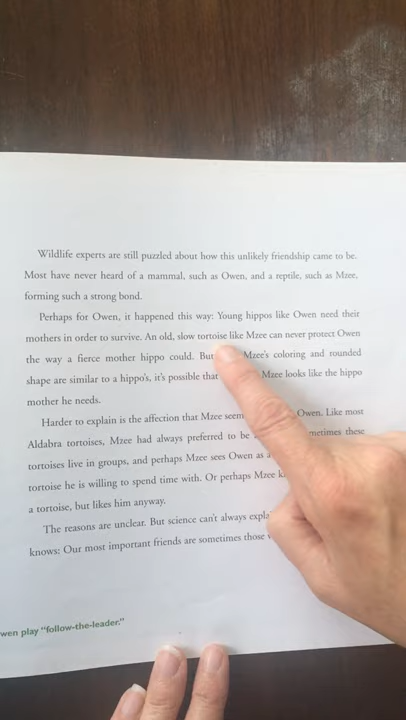 Wildlife experts are still puzzled about how this unlikely friendship came to be.
Most have never heard of a mammal, such as Owen, and a reptile, such as Mzee,
forming such a strong bond.
Perhaps for Owen, it happened this way: Young hippos like Owen need their
mothers in order to survive. An old, slow tortoise like Mzee can never protect Owen
the way a fierce mother hippo could. But Mzee's coloring and rounded
shape are similar to a hippo's, it's possible that Mzee looks like the hippo
mother he needs.
Harder to explain is the affection that Mzee Owen. Like most
Aldabra tortoises, Mzee had always preferred to be these
tortoises live in groups, and perhaps Mzee sees Owen as
tortoise he is willing to spend time with. Or perhaps Mzee
a tortoise, but likes him anyway.
The reasons are unclear. But science can't always
knows: Our most important friends are sometimes those
play "follow-the-leader."